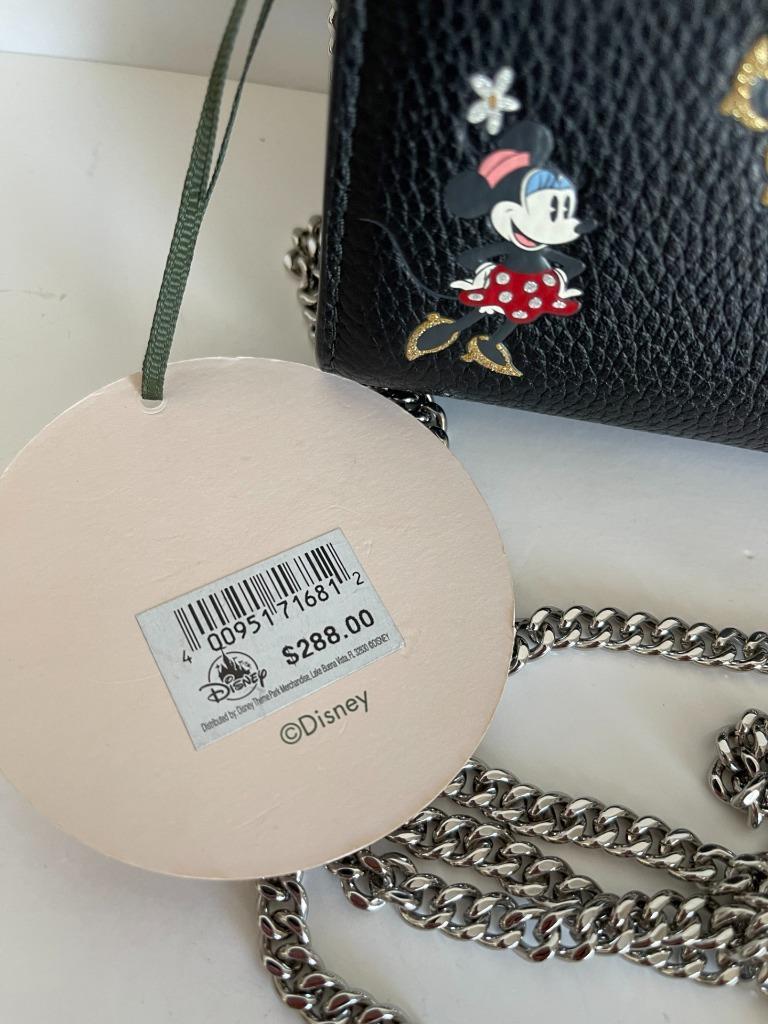 4 00951 71681 2
$288.00
Disney
Distributed by: Disney Theme Park Merchandise, Lake Buena Vista, FL 32830 ©DISNEY
©Disney